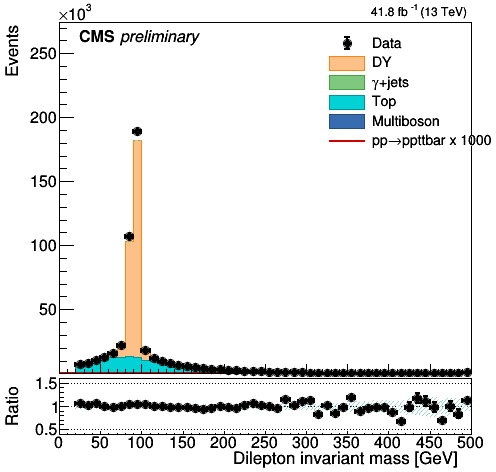 ×10³
41.8 fb⁻¹ (13 TeV)
Events
CMS preliminary
Data
DY
γ+jets
Top
Multiboson
pp→ppttbar x 1000
250
200
150
100
50
Ratio
1.5
1
0.5
0 50 100 150 200 250 300 350 400 450 500
Dilepton invariant mass [GeV]